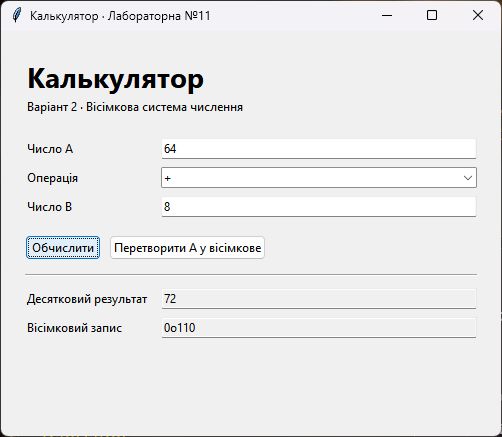 Калькулятор · Лабораторна №11
Калькулятор
Варіант 2 · Вісімкова система числення
Число A 64
Операція +
Число B 8
Обчислити Перетворити A у вісімкове
Десятковий результат 72
Вісімковий запис 0o110